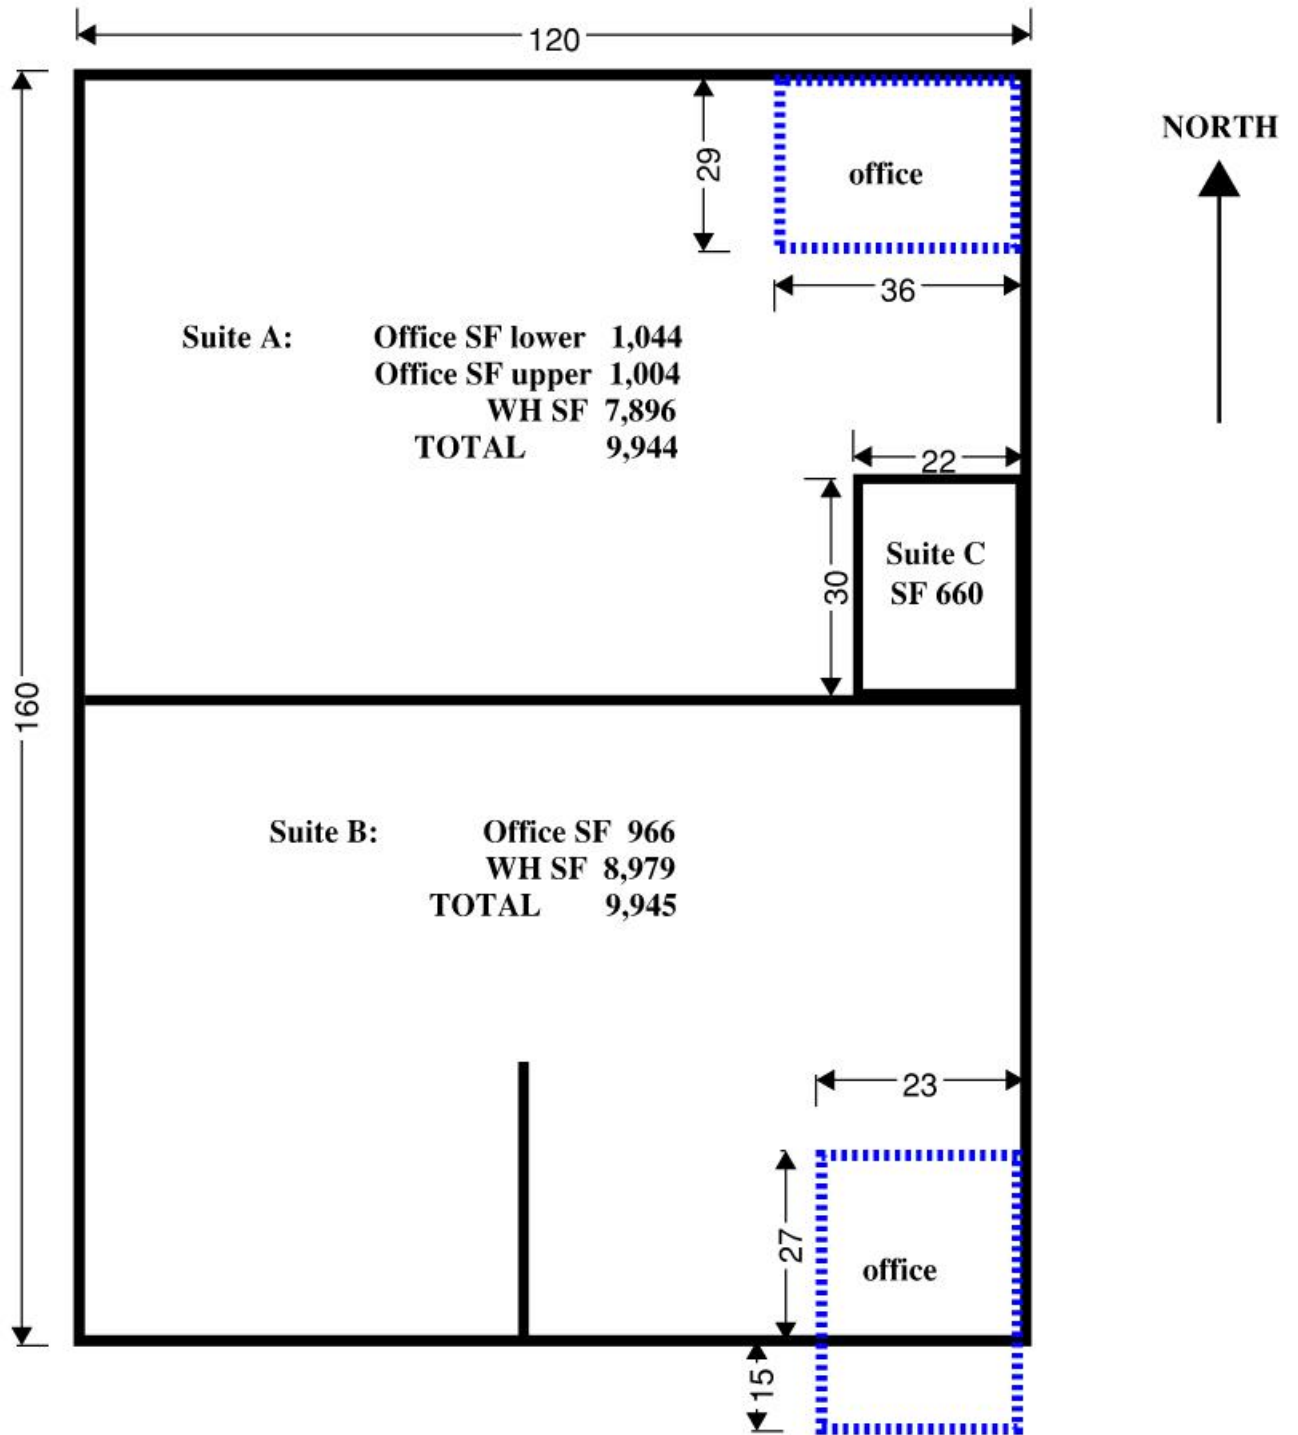 120
NORTH
29
office
36
Suite A: Office SF lower 1,044
Office SF upper 1,004
WH SF 7,896
TOTAL 9,944
22
Suite C
SF 660
30
160
Suite B: Office SF 966
WH SF 8,979
TOTAL 9,945
23
27
office
15